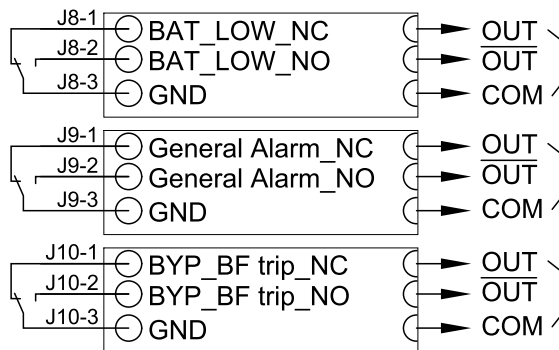 J8-1 BAT_LOW_NC OUT
J8-2 BAT_LOW_NO OUT
J8-3 GND COM
J9-1 General Alarm_NC OUT
J9-2 General Alarm_NO OUT
J9-3 GND COM
J10-1 BYP_BF trip_NC OUT
J10-2 BYP_BF trip_NO OUT
J10-3 GND COM